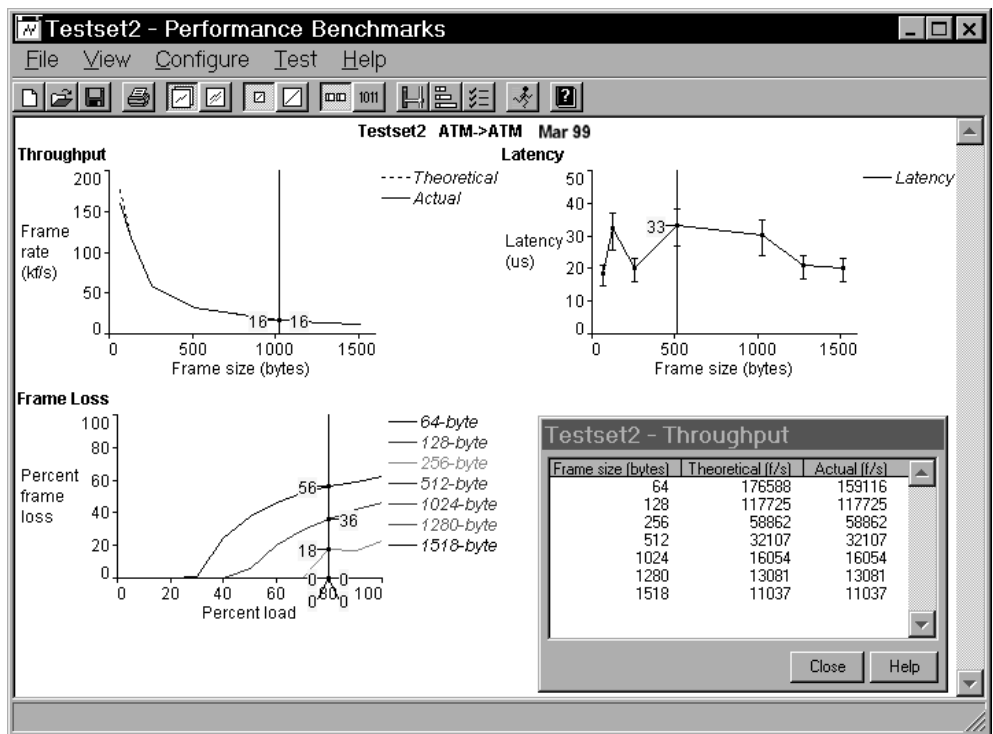 Testset2 - Performance Benchmarks
File View Configure Test Help
1011
Testset2 ATM->ATM Mar 99
Throughput
200
150
100
50
0
Frame
rate
(kf/s)
0 500 1000 1500
Frame size (bytes)
16 16
Theoretical
Actual
Latency
50
40
30
20
10
0
Latency
(us)
33
0 500 1000 1500
Frame size (bytes)
Latency
Frame Loss
100
80
60
40
20
0
Percent
frame
loss
56
36
18
0 0
0 0
0 20 40 60 80 100
Percent load
64-byte
128-byte
256-byte
512-byte
1024-byte
1280-byte
1518-byte
Testset2 - Throughput
Frame size (bytes) Theoretical (f/s) Actual (f/s)
64 176588 159116
128 117725 117725
256 58862 58862
512 32107 32107
1024 16054 16054
1280 13081 13081
1518 11037 11037
Close Help